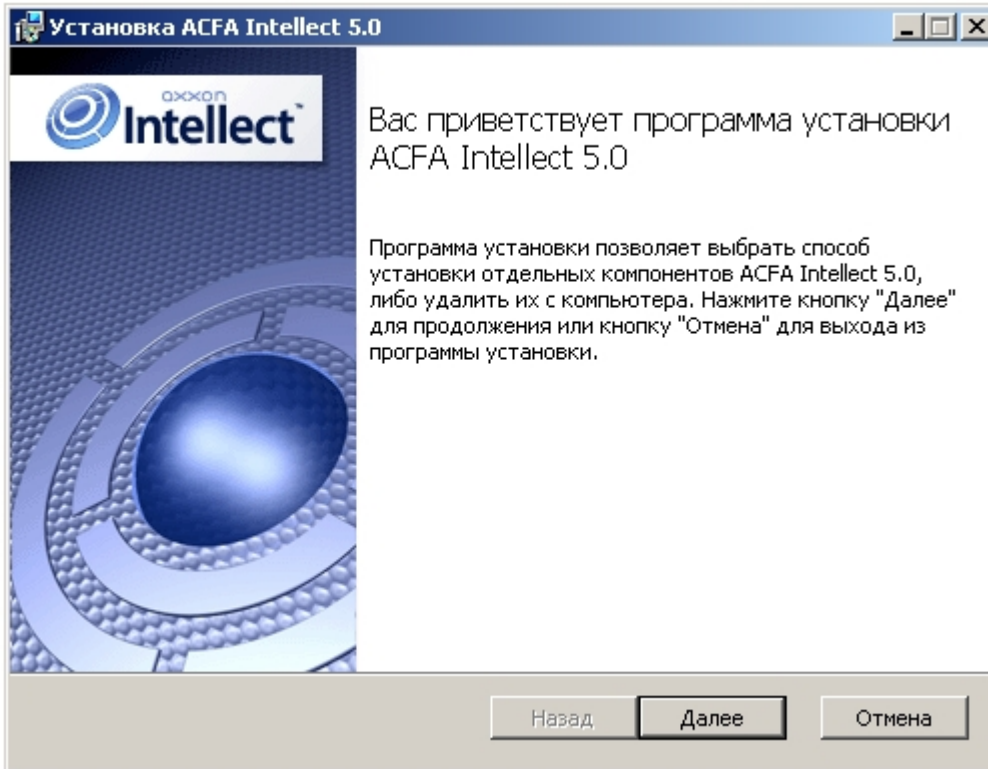 Установка ACFA Intellect 5.0
axxon
Intellect™
Вас приветствует программа установки
ACFA Intellect 5.0
Программа установки позволяет выбрать способ
установки отдельных компонентов ACFA Intellect 5.0,
либо удалить их с компьютера. Нажмите кнопку "Далее"
для продолжения или кнопку "Отмена" для выхода из
программы установки.
Назад Далее Отмена